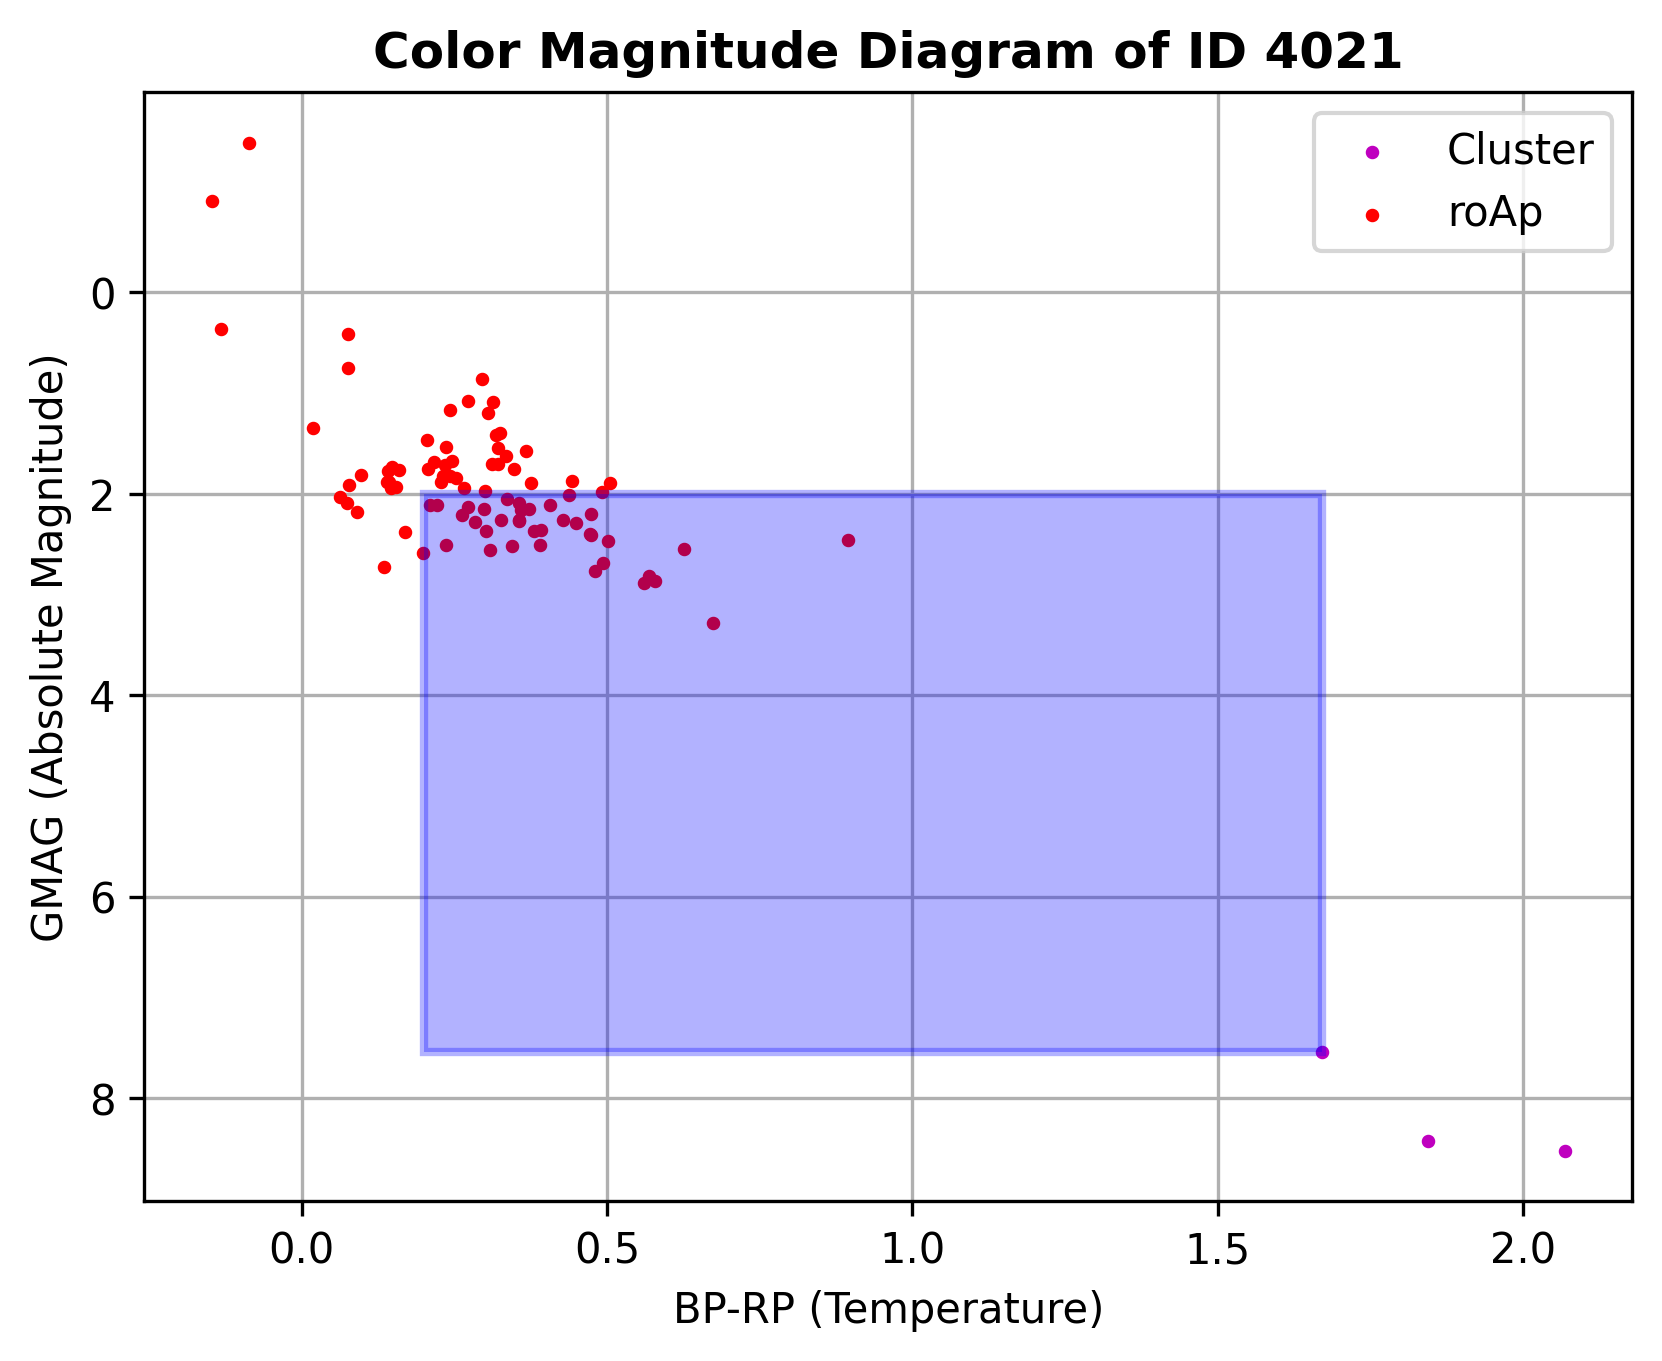 Color Magnitude Diagram of ID 4021
Cluster
roAp
GMAG (Absolute Magnitude)
0
2
4
6
8
0.0 0.5 1.0 1.5 2.0
BP-RP (Temperature)